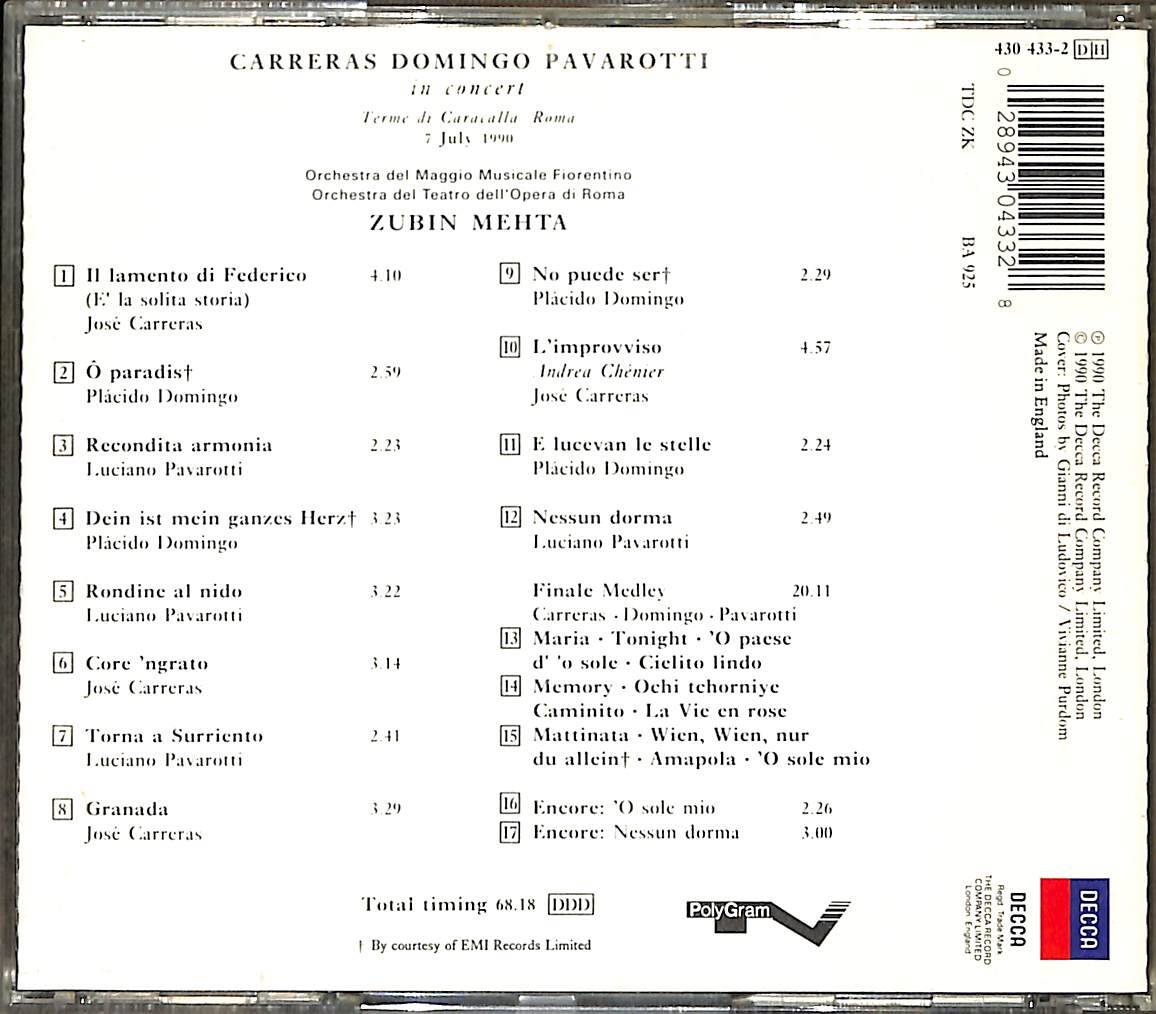 CARRERAS DOMINGO PAVAROTTI
in concert
Terme di Caracalla Roma
7 July 1990
Orchestra del Maggio Musicale Fiorentino
Orchestra del Teatro dell'Opera di Roma
ZUBIN MEHTA
1 Il lamento di Federico 4.10
(E' la solita storia)
José Carreras
2 Ô paradis† 2.59
Plácido Domingo
3 Recondita armonia 2.23
Luciano Pavarotti
4 Dein ist mein ganzes Herz† 3.23
Plácido Domingo
5 Rondine al nido 3.22
Luciano Pavarotti
6 Core 'ngrato 3.14
José Carreras
7 Torna a Surriento 2.41
Luciano Pavarotti
8 Granada 3.29
José Carreras
9 No puede ser† 2.29
Plácido Domingo
10 L'improvviso 4.57
Andrea Chénier
José Carreras
11 E lucevan le stelle 2.24
Plácido Domingo
12 Nessun dorma 2.49
Luciano Pavarotti
Finale Medley 20.11
Carreras · Domingo · Pavarotti
13 Maria · Tonight · 'O paese
d' 'o sole · Cielito lindo
14 Memory · Ochi tchorniye
Caminito · La Vie en rose
15 Mattinata · Wien, Wien, nur
du allein† · Amapola · 'O sole mio
16 Encore: 'O sole mio 2.26
17 Encore: Nessun dorma 3.00
Total timing 68.18 DDD
† By courtesy of EMI Records Limited
PolyGram
430 433-2 DH
0 28943 04332 8
TDC ZK
BA 925
℗ 1990 The Decca Record Company Limited, London
© 1990 The Decca Record Company Limited, London
Cover: Photos by Gianni di Ludovico / Vivianne Purdom
Made in England
DECCA
DECCA
Regd. Trade Mark
THE DECCA RECORD
COMPANY LIMITED
London England